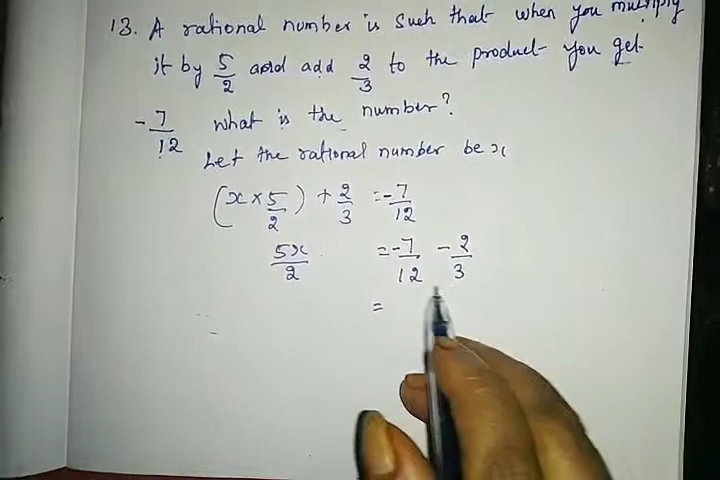 13. A rational number is such that when you multiply
it by 5/2 and add 2/3 to the product you get
-7/12 what is the number?
Let the rational number be x
(x × 5/2) + 2/3 = -7/12
5x/2 = -7/12 - 2/3
=